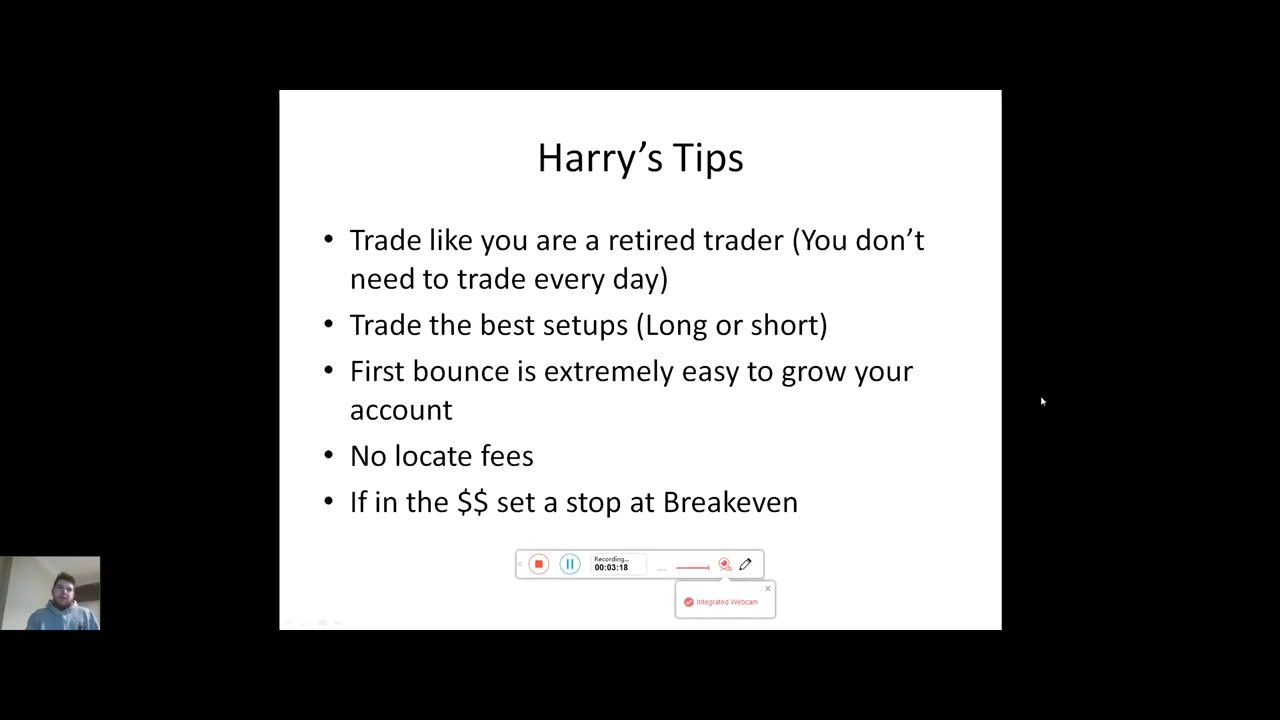 Harry’s Tips
• Trade like you are a retired trader (You don’t
need to trade every day)
• Trade the best setups (Long or short)
• First bounce is extremely easy to grow your
account
• No locate fees
• If in the $$ set a stop at Breakeven
Recording...
00:03:18
Integrated Webcam